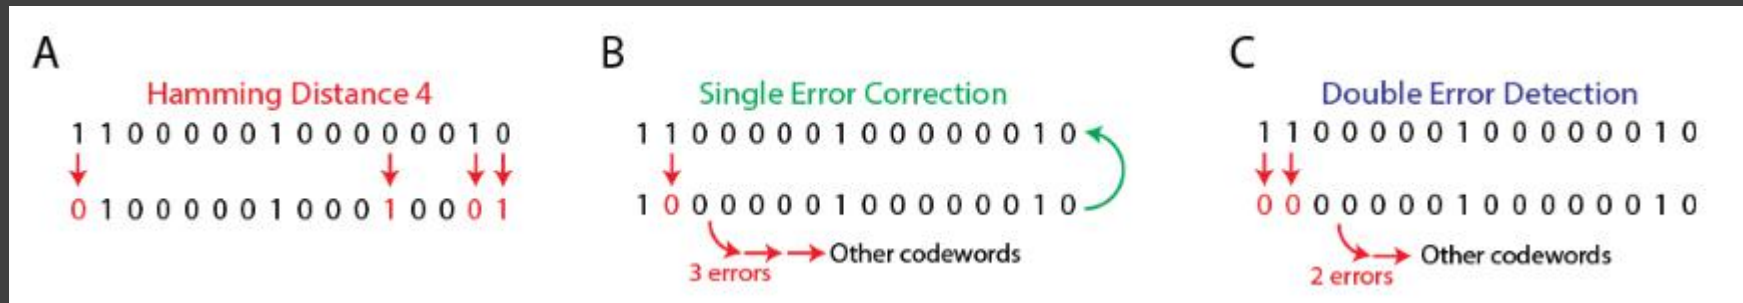 A
Hamming Distance 4
1 1 0 0 0 0 0 1 0 0 0 0 0 0 1 0
0 1 0 0 0 0 0 1 0 0 0 1 0 0 0 1
B
Single Error Correction
1 1 0 0 0 0 0 1 0 0 0 0 0 0 1 0
1 0 0 0 0 0 0 1 0 0 0 0 0 0 1 0
Other codewords
3 errors
C
Double Error Detection
1 1 0 0 0 0 0 1 0 0 0 0 0 0 1 0
0 0 0 0 0 0 0 1 0 0 0 0 0 0 1 0
Other codewords
2 errors